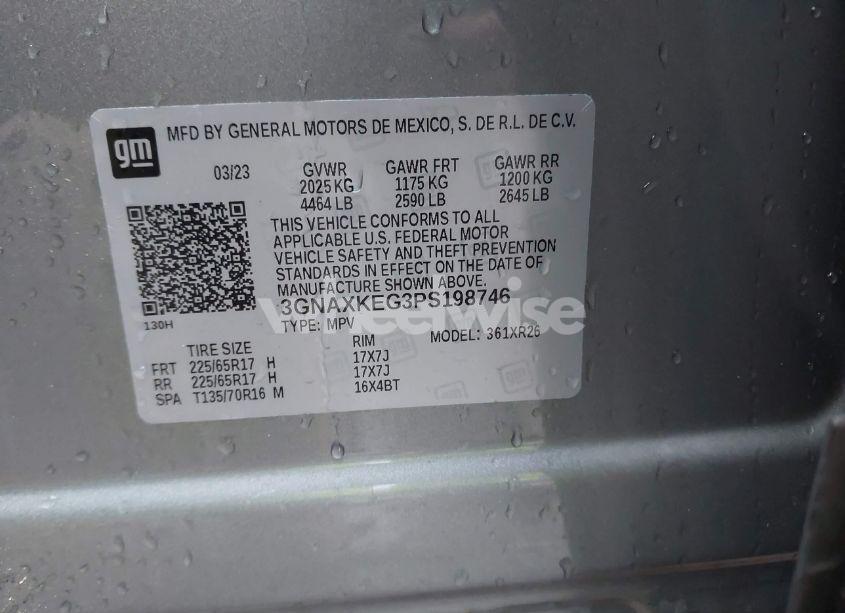 gm
MFD BY GENERAL MOTORS DE MEXICO, S. DE R.L. DE C.V.
03/23 GVWR GAWR FRT GAWR RR
2025 KG 1175 KG 1200 KG
4464 LB 2590 LB 2645 LB
THIS VEHICLE CONFORMS TO ALL
APPLICABLE U.S. FEDERAL MOTOR
VEHICLE SAFETY AND THEFT PREVENTION
STANDARDS IN EFFECT ON THE DATE OF
MANUFACTURE SHOWN ABOVE.
3GNAXKEG3PS198746
wheelwise
130H
TYPE: MPV MODEL: 361XR26
TIRE SIZE RIM
FRT 225/65R17 H 17X7J
RR 225/65R17 H 17X7J
SPA T135/70R16 M 16X4BT